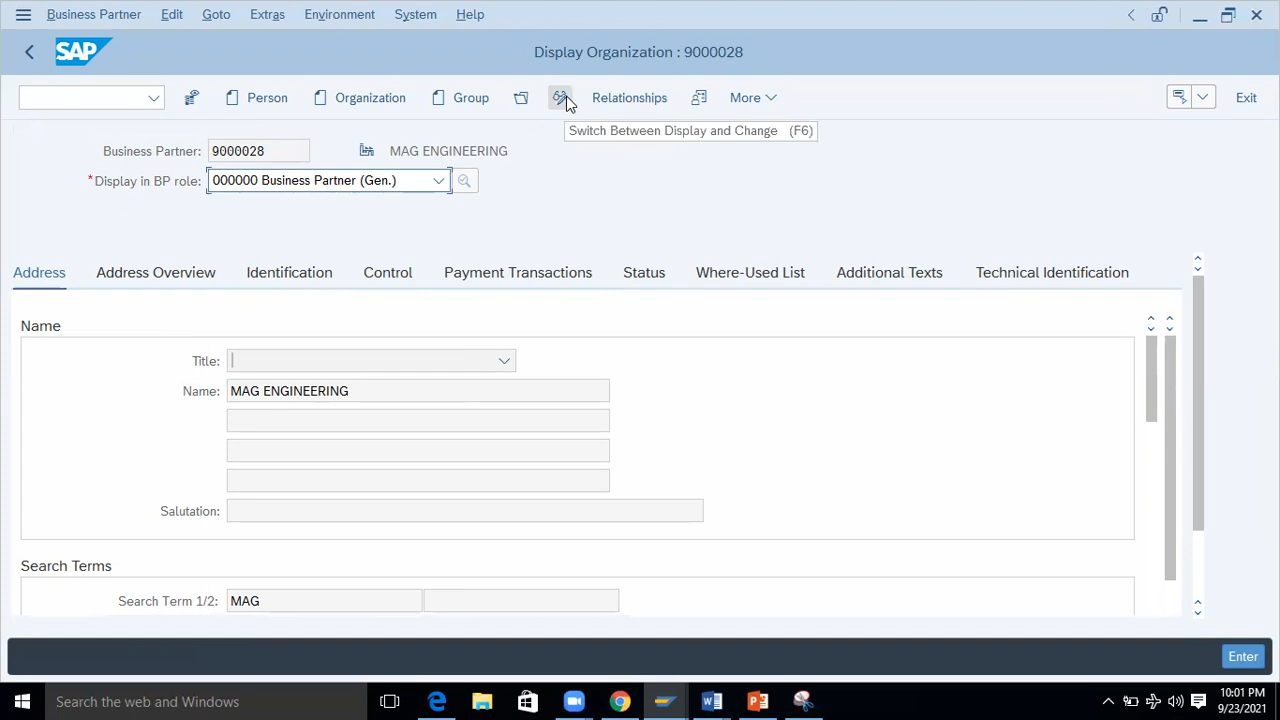 Business Partner Edit Goto Extras Environment System Help
SAP Display Organization : 9000028
Person Organization Group Relationships More Exit
Switch Between Display and Change (F6)
Business Partner: 9000028 MAG ENGINEERING
*Display in BP role: 000000 Business Partner (Gen.)
Address Address Overview Identification Control Payment Transactions Status Where-Used List Additional Texts Technical Identification
Name
Title:
Name: MAG ENGINEERING
Salutation:
Search Terms
Search Term 1/2: MAG
Enter
Search the web and Windows
10:01 PM
9/23/2021